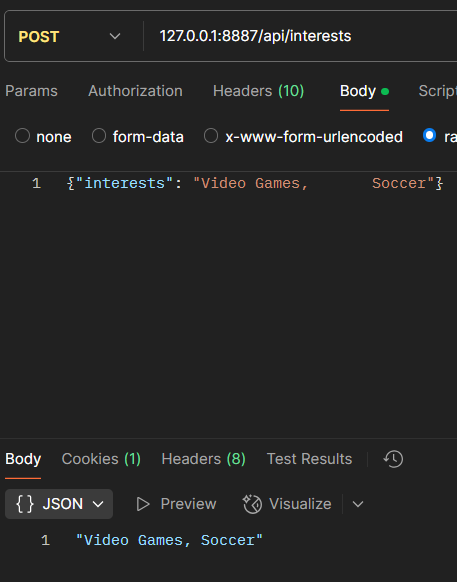 POST 127.0.0.1:8887/api/interests
Params Authorization Headers (10) Body Script
none form-data x-www-form-urlencoded ra
1 {"interests": "Video Games,       Soccer"}
Body Cookies (1) Headers (8) Test Results
{} JSON Preview Visualize
1 "Video Games, Soccer"